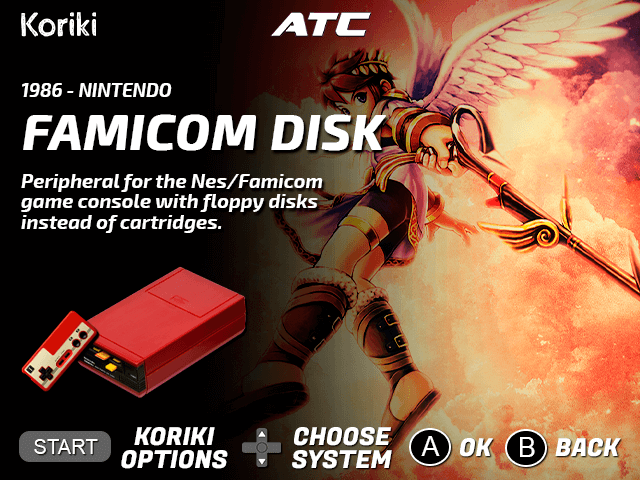 Koriki
ATC
1986 - NINTENDO
FAMICOM DISK
Peripheral for the Nes/Famicom
game console with floppy disks
instead of cartridges.
START KORIKI OPTIONS
CHOOSE SYSTEM
A OK
B BACK